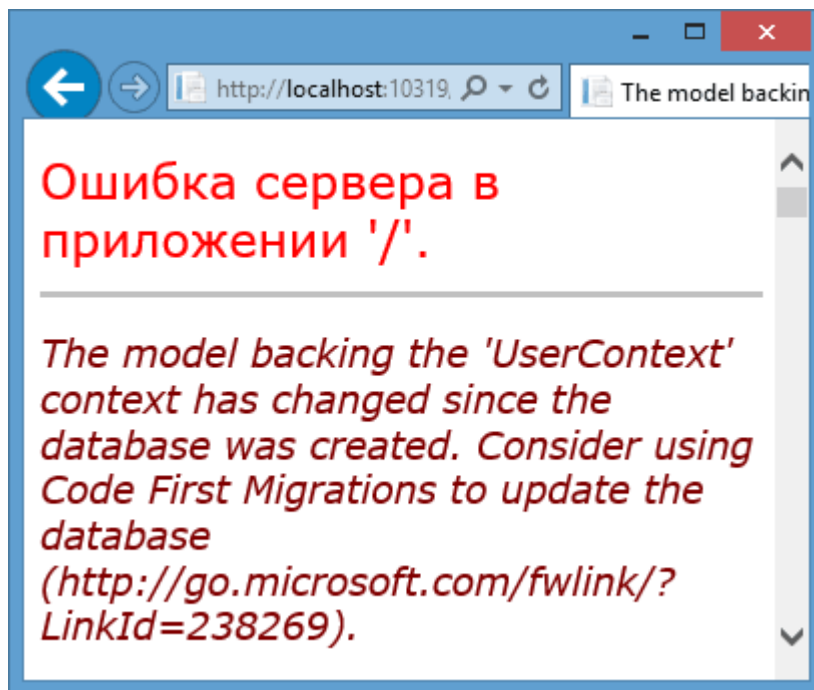 http://localhost:10319,
The model backin
Ошибка сервера в
приложении '/'.
The model backing the 'UserContext'
context has changed since the
database was created. Consider using
Code First Migrations to update the
database
(http://go.microsoft.com/fwlink/?
LinkId=238269).